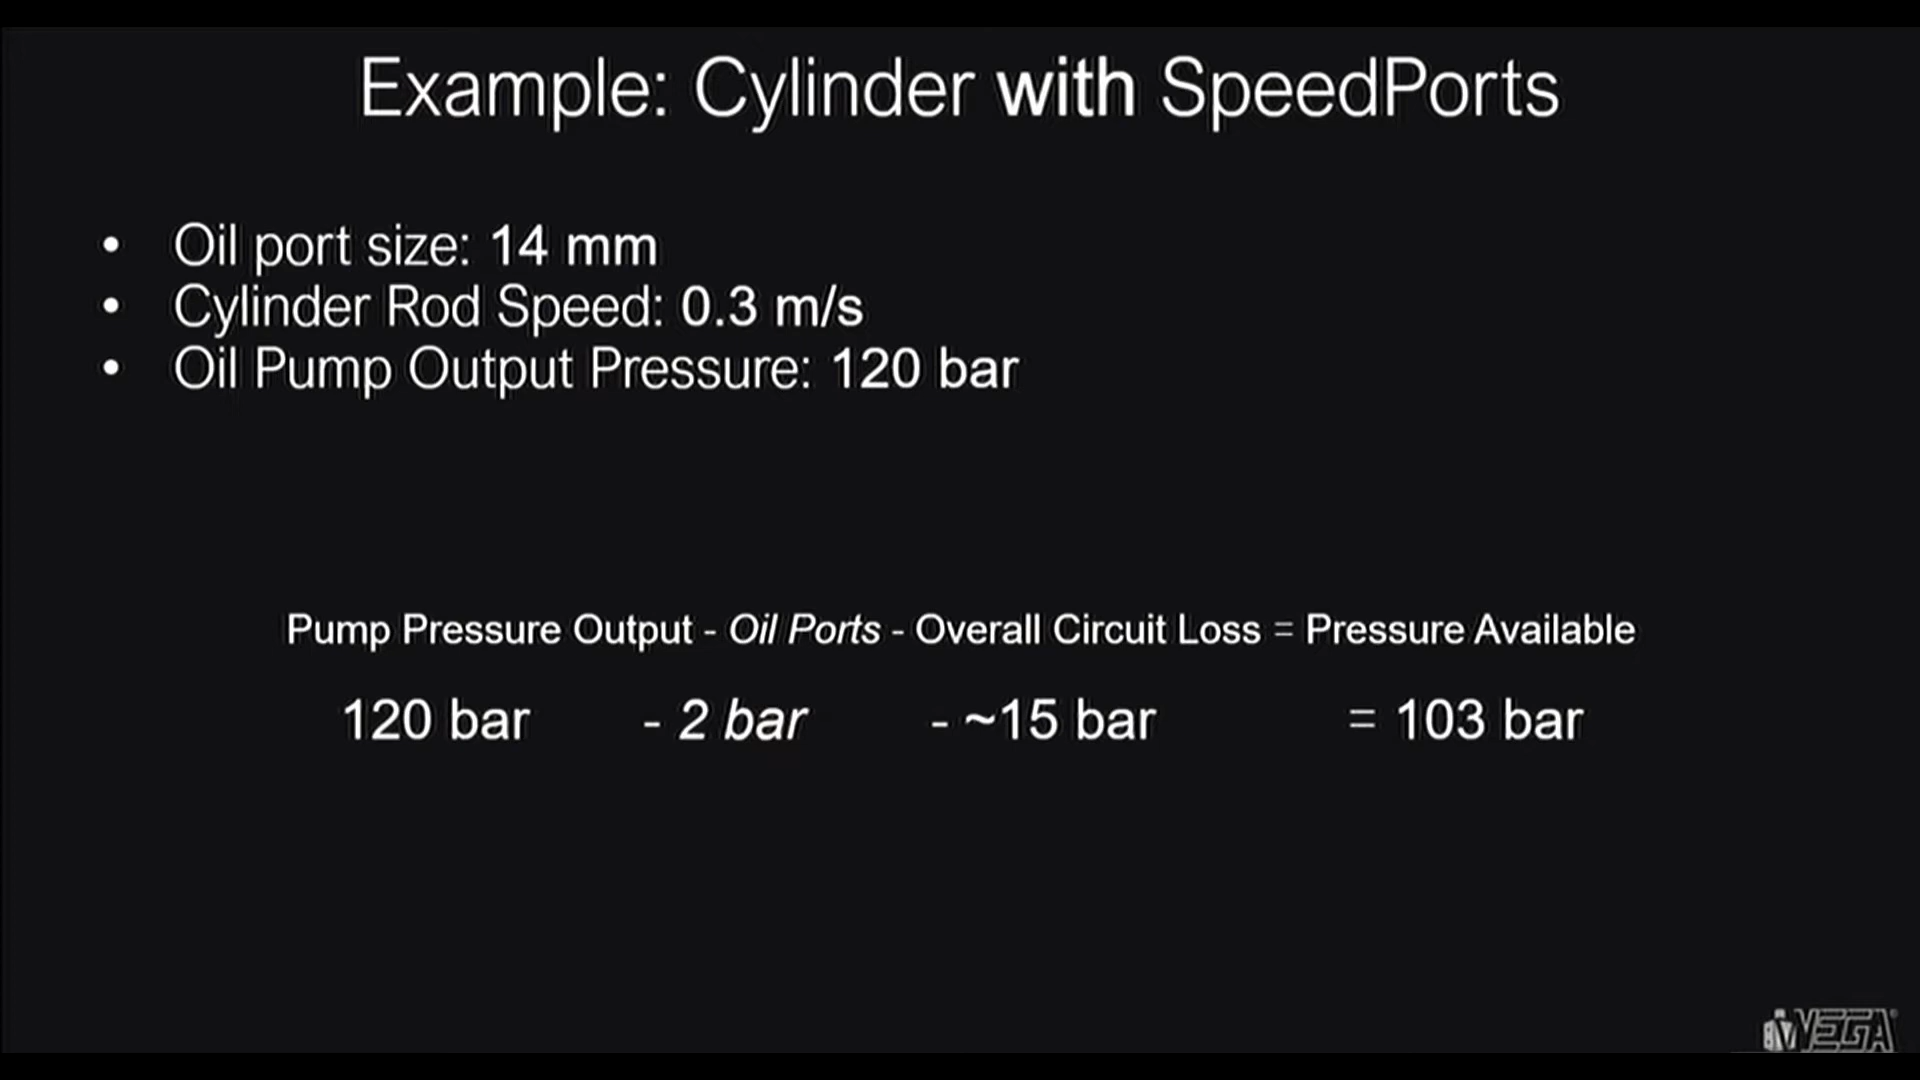 Example: Cylinder with SpeedPorts
• Oil port size: 14 mm
• Cylinder Rod Speed: 0.3 m/s
• Oil Pump Output Pressure: 120 bar
Pump Pressure Output - Oil Ports - Overall Circuit Loss = Pressure Available
120 bar - 2 bar - ~15 bar = 103 bar
VEGA